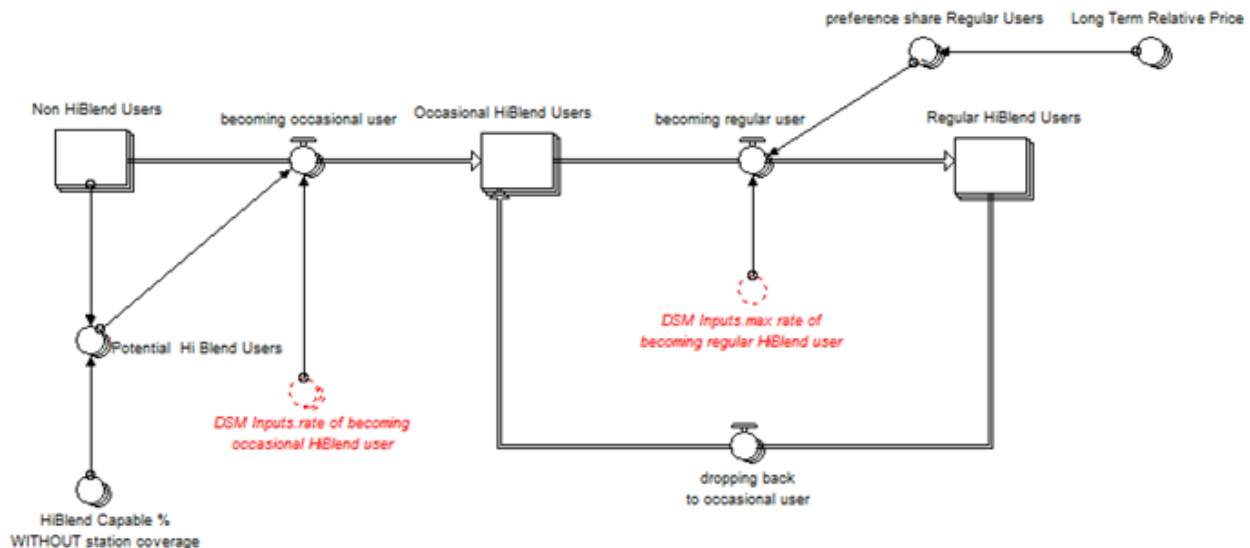 preference share Regular Users
Long Term Relative Price
Non HiBlend Users
becoming occasional user
Occasional HiBlend Users
becoming regular user
Regular HiBlend Users
DSM Inputs.max rate of
becoming regular HiBlend user
Potential Hi Blend Users
DSM Inputs.rate of becoming
occasional HiBlend user
dropping back
to occasional user
HiBlend Capable %
WITHOUT station coverage